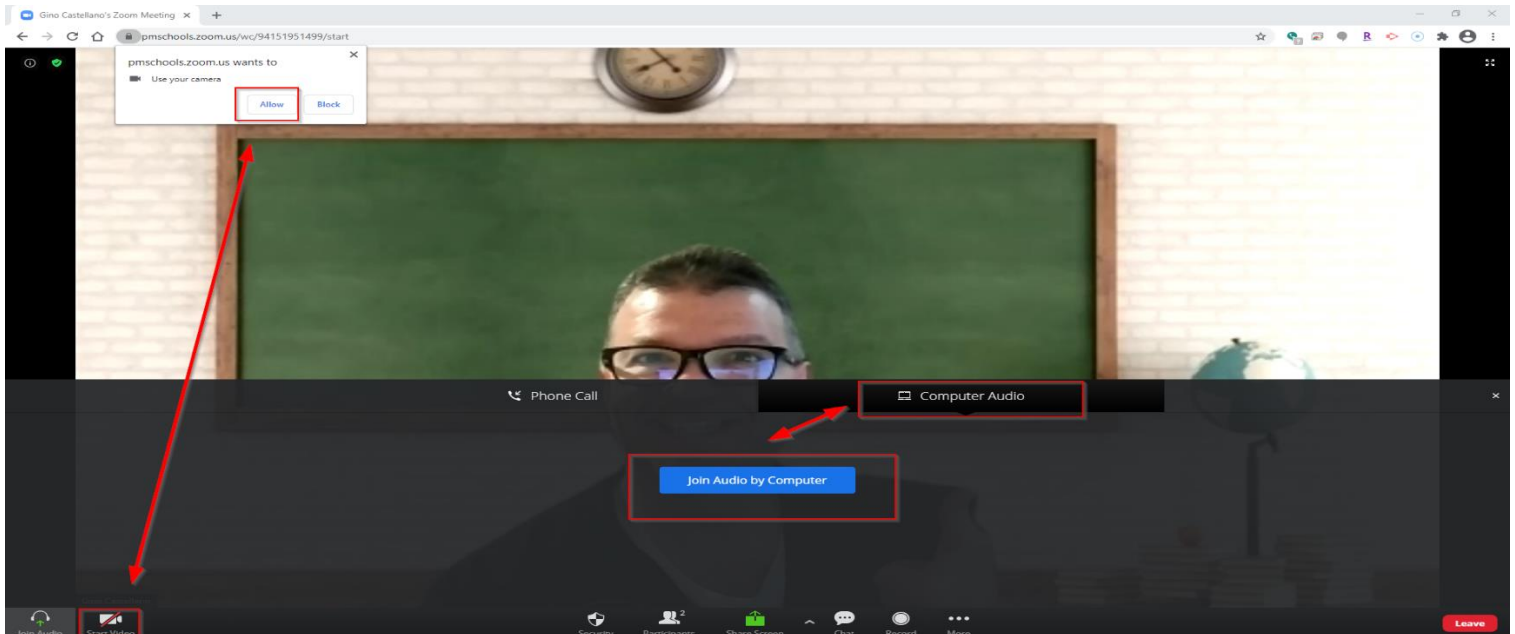 Gino Castellano's Zoom Meeting
pmschools.zoom.us/wc/94151951499/start
pmschools.zoom.us wants to
Use your camera
Allow Block
Phone Call
Computer Audio
Join Audio by Computer
Join Audio
Start Video
Security
Participants 2
Share Screen
Chat
Record
More
Leave